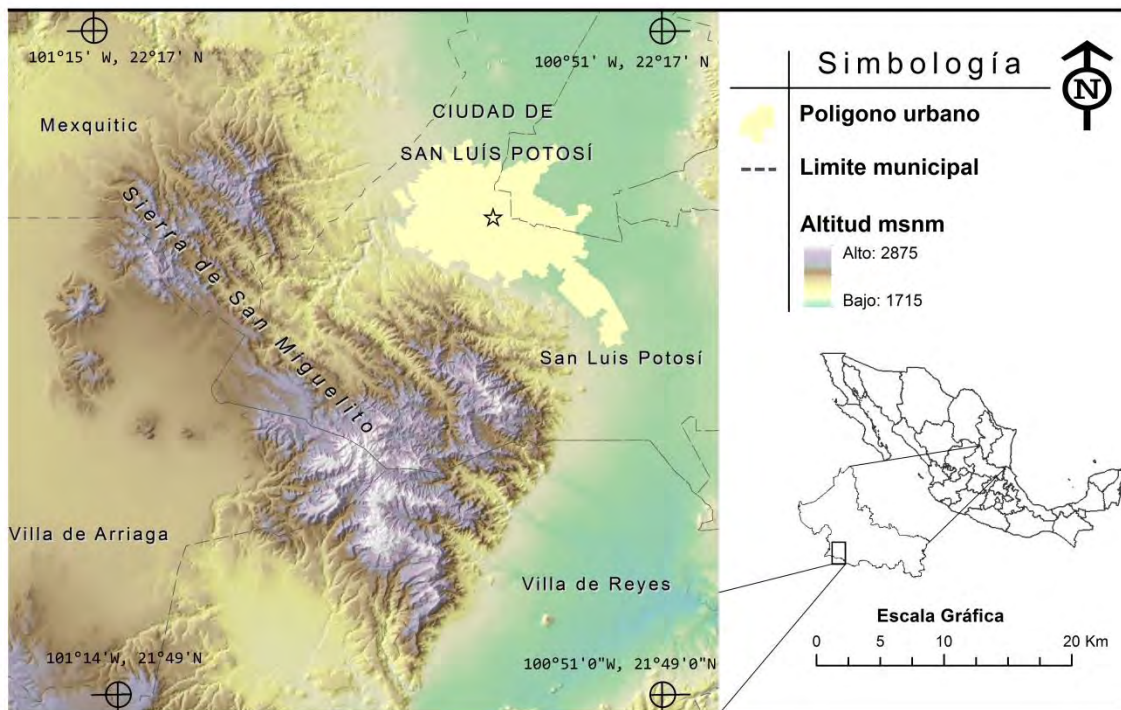 101°15' W, 22°17' N
100°51' W, 22°17' N
Mexquitic
CIUDAD DE
SAN LUÍS POTOSÍ
Sierra de San Miguelito
San Luis Potosí
Villa de Arriaga
Villa de Reyes
101°14'W, 21°49'N
100°51'0"W, 21°49'0"N
Simbología
N
Poligono urbano
Limite municipal
Altitud msnm
Alto: 2875
Bajo: 1715
Escala Gráfica
0 5 10 20 Km